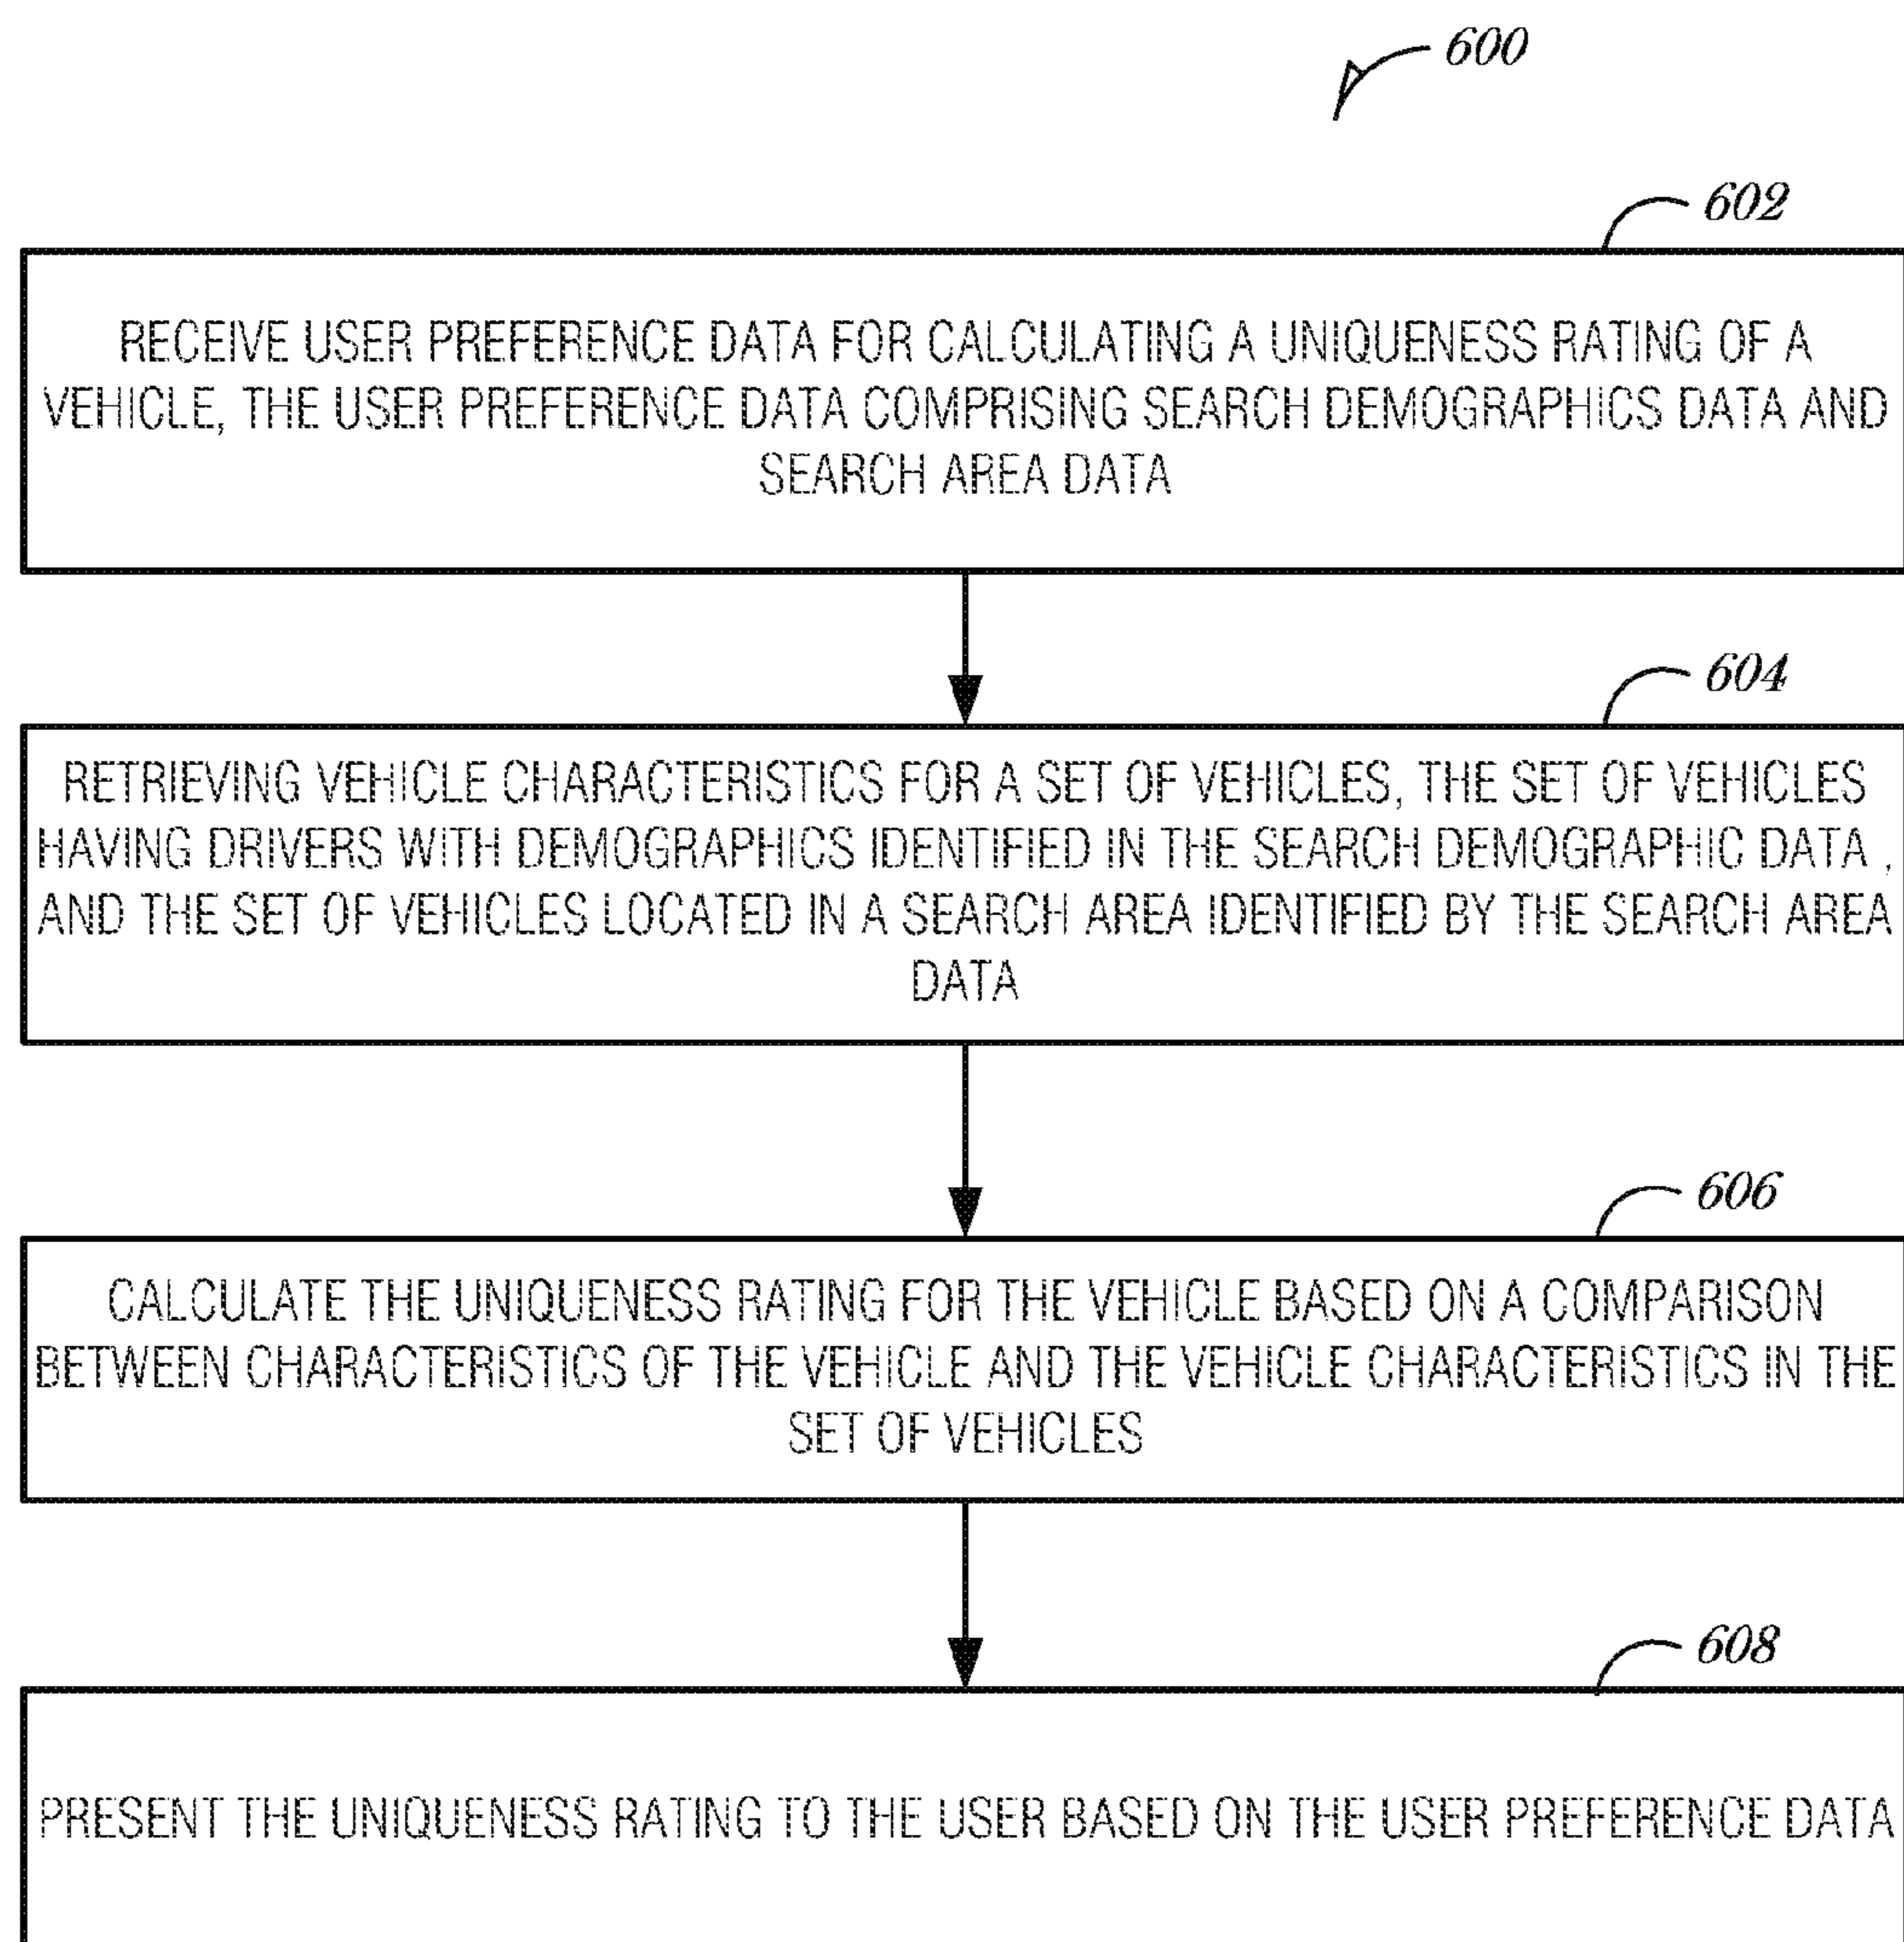 600
602
RECEIVE USER PREFERENCE DATA FOR CALCULATING A UNIQUENESS RATING OF A
VEHICLE, THE USER PREFERENCE DATA COMPRISING SEARCH DEMOGRAPHICS DATA AND
SEARCH AREA DATA
604
RETRIEVING VEHICLE CHARACTERISTICS FOR A SET OF VEHICLES, THE SET OF VEHICLES
HAVING DRIVERS WITH DEMOGRAPHICS IDENTIFIED IN THE SEARCH DEMOGRAPHIC DATA ,
AND THE SET OF VEHICLES LOCATED IN A SEARCH AREA IDENTIFIED BY THE SEARCH AREA
DATA
606
CALCULATE THE UNIQUENESS RATING FOR THE VEHICLE BASED ON A COMPARISON
BETWEEN CHARACTERISTICS OF THE VEHICLE AND THE VEHICLE CHARACTERISTICS IN THE
SET OF VEHICLES
608
PRESENT THE UNIQUENESS RATING TO THE USER BASED ON THE USER PREFERENCE DATA